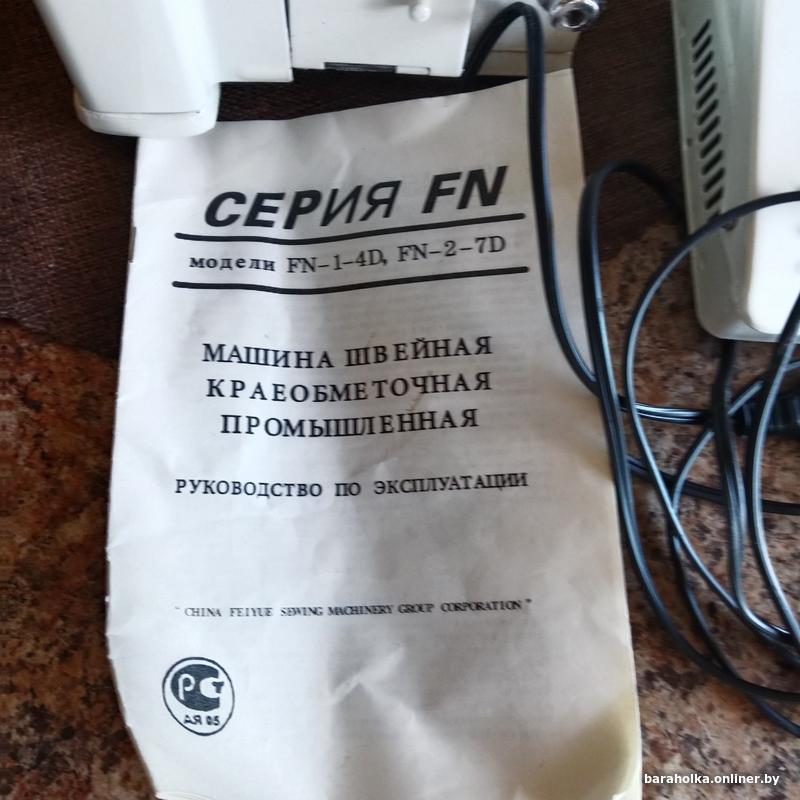 СЕРИЯ FN
модели FN-1-4D, FN-2-7D
МАШИНА ШВЕЙНАЯ
КРАЕОБМЕТОЧНАЯ
ПРОМЫШЛЕННАЯ
РУКОВОДСТВО ПО ЭКСПЛУАТАЦИИ
"CHINA FEIYUE SEWING MACHINERY GROUP CORPORATION"
РСТ
АЯ 05
baraholka.onliner.by